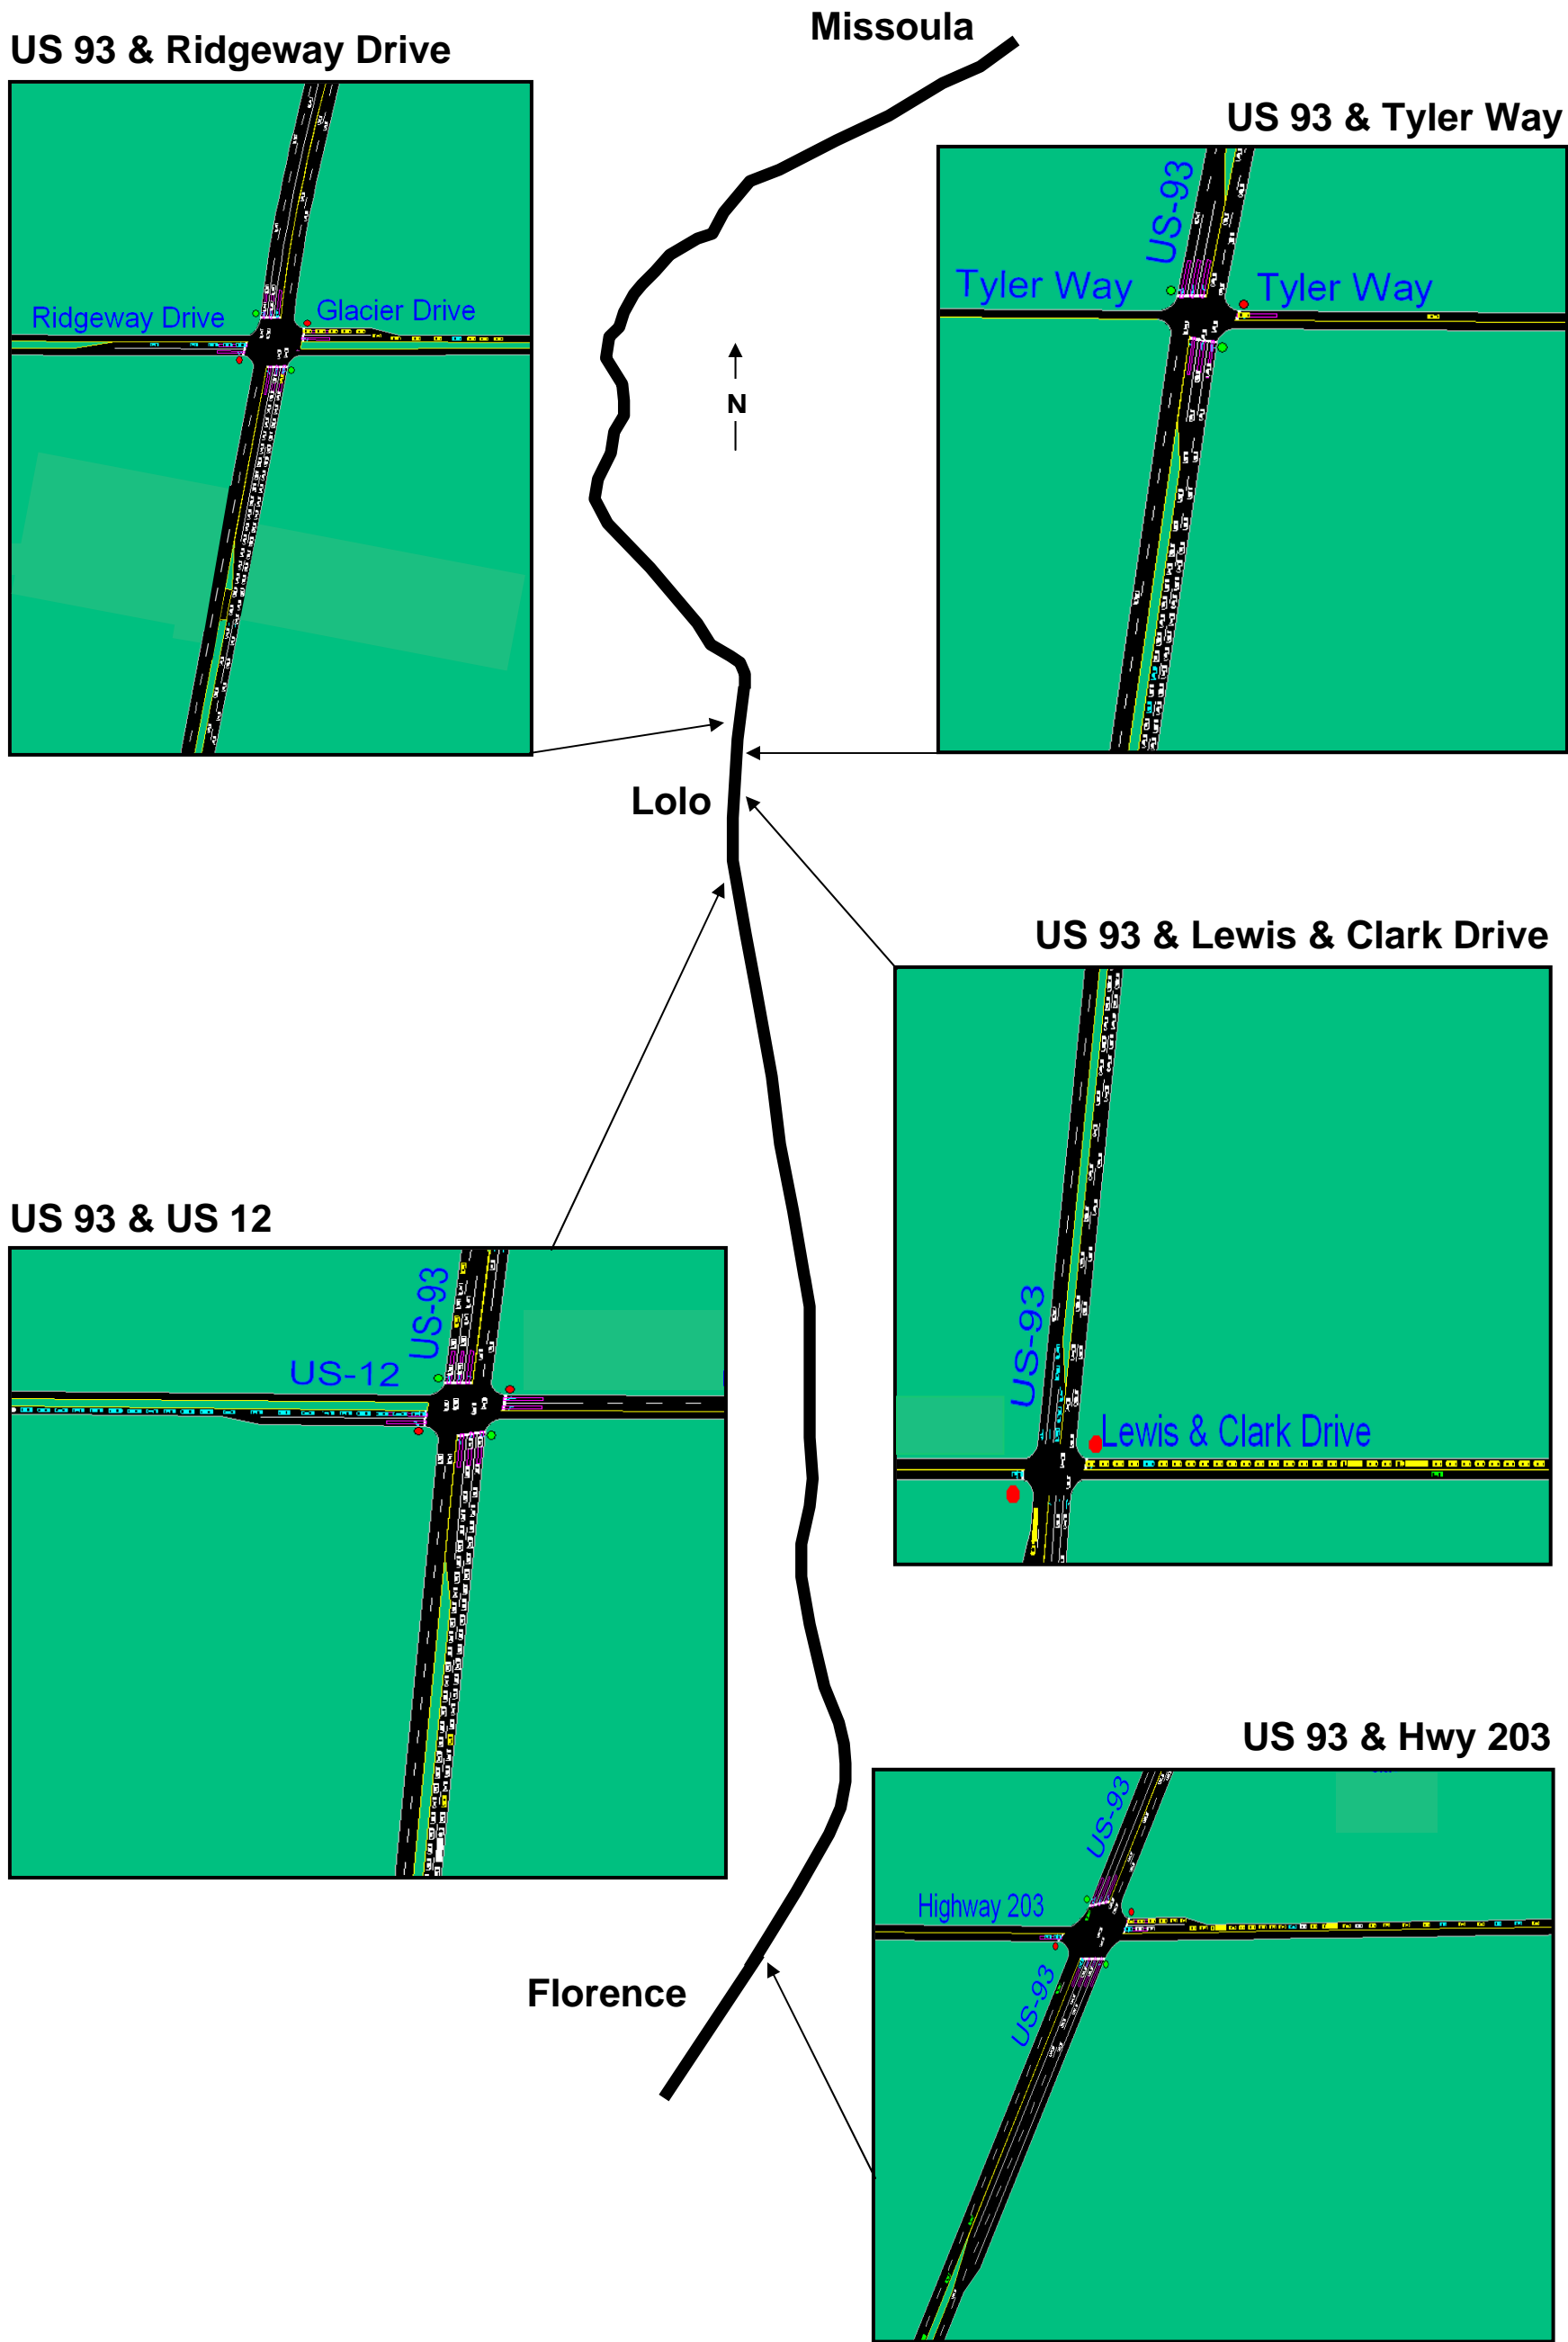 Missoula
US 93 & Ridgeway Drive
US 93 & Tyler Way
US-93
Tyler Way
Tyler Way
Ridgeway Drive
Glacier Drive
N
Lolo
US 93 & Lewis & Clark Drive
US-93
Lewis & Clark Drive
US 93 & US 12
US-93
US-12
US 93 & Hwy 203
US-93
Highway 203
US-93
Florence